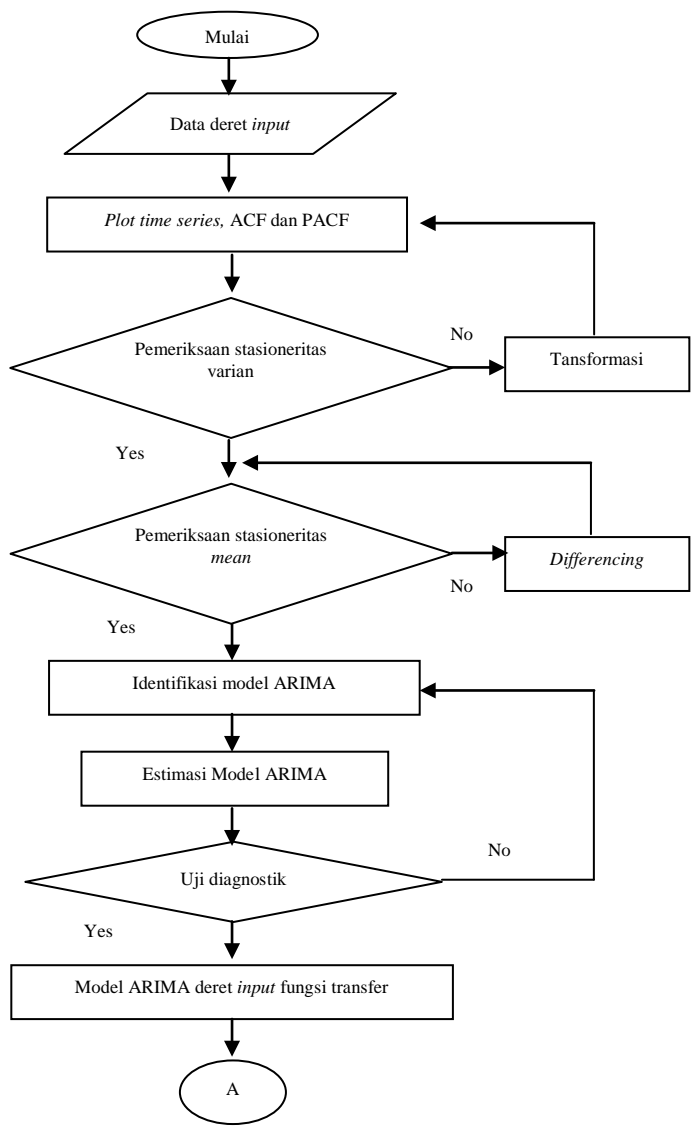 Mulai
Data deret input
Plot time series, ACF dan PACF
Pemeriksaan stasioneritas
varian
No
Tansformasi
Yes
Pemeriksaan stasioneritas
mean
No
Differencing
Yes
Identifikasi model ARIMA
Estimasi Model ARIMA
Uji diagnostik
No
Yes
Model ARIMA deret input fungsi transfer
A